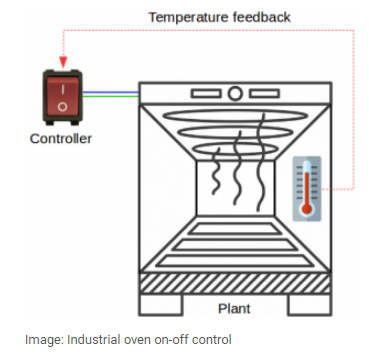 Temperature feedback
Controller
Plant
Image: Industrial oven on-off control